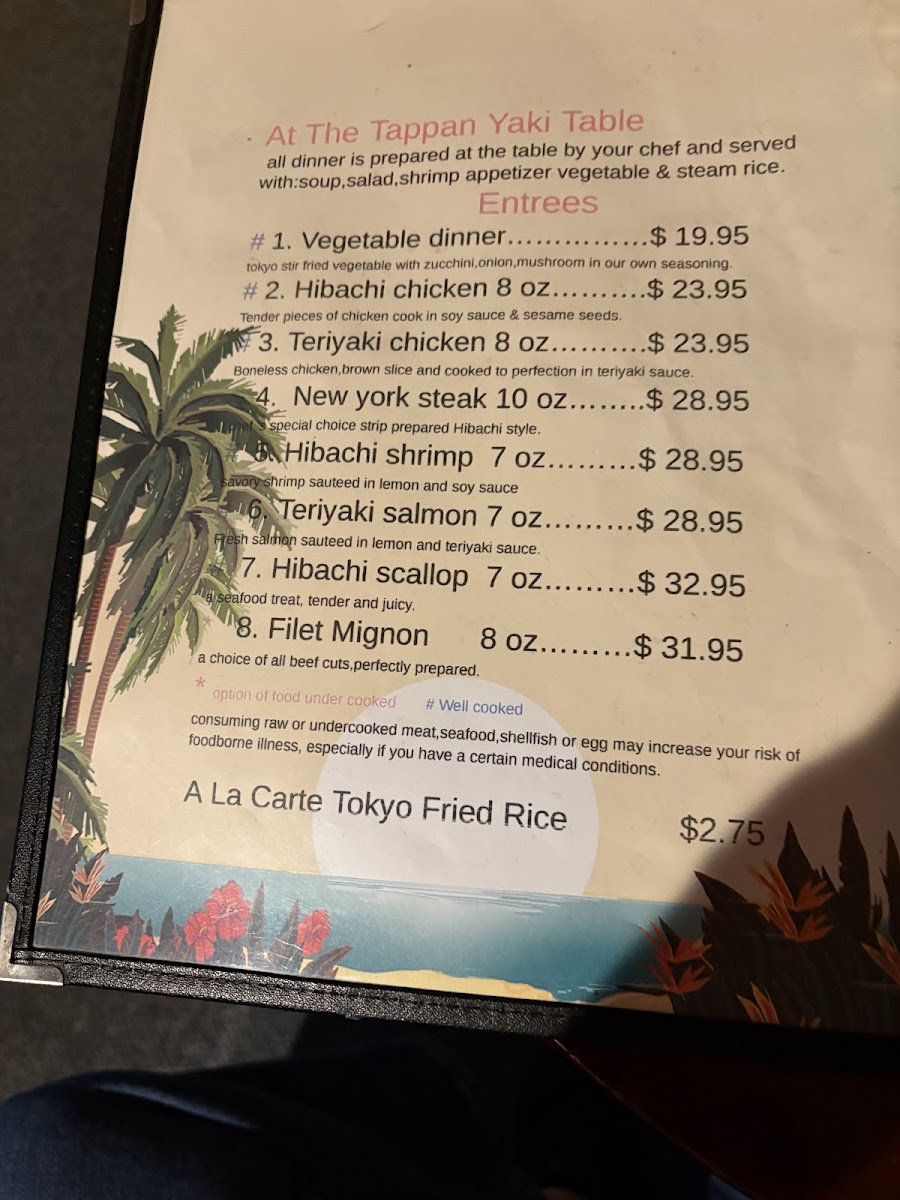 At The Tappan Yaki Table
all dinner is prepared at the table by your chef and served
with:soup,salad,shrimp appetizer vegetable & steam rice.
Entrees
# 1. Vegetable dinner...............$ 19.95
tokyo stir fried vegetable with zucchini,onion,mushroom in our own seasoning.
# 2. Hibachi chicken 8 oz..........$ 23.95
Tender pieces of chicken cook in soy sauce & sesame seeds.
# 3. Teriyaki chicken 8 oz..........$ 23.95
Boneless chicken,brown slice and cooked to perfection in teriyaki sauce.
4. New york steak 10 oz........$ 28.95
special choice strip prepared Hibachi style.
5. Hibachi shrimp 7 oz.........$ 28.95
savory shrimp sauteed in lemon and soy sauce
6. Teriyaki salmon 7 oz.........$ 28.95
Fresh salmon sauteed in lemon and teriyaki sauce.
7. Hibachi scallop 7 oz.........$ 32.95
a seafood treat, tender and juicy.
* 8. Filet Mignon 8 oz.........$ 31.95
a choice of all beef cuts,perfectly prepared.
* option of food under cooked # Well cooked
consuming raw or undercooked meat,seafood,shellfish or egg may increase your risk of
foodborne illness, especially if you have a certain medical conditions.
A La Carte Tokyo Fried Rice $2.75